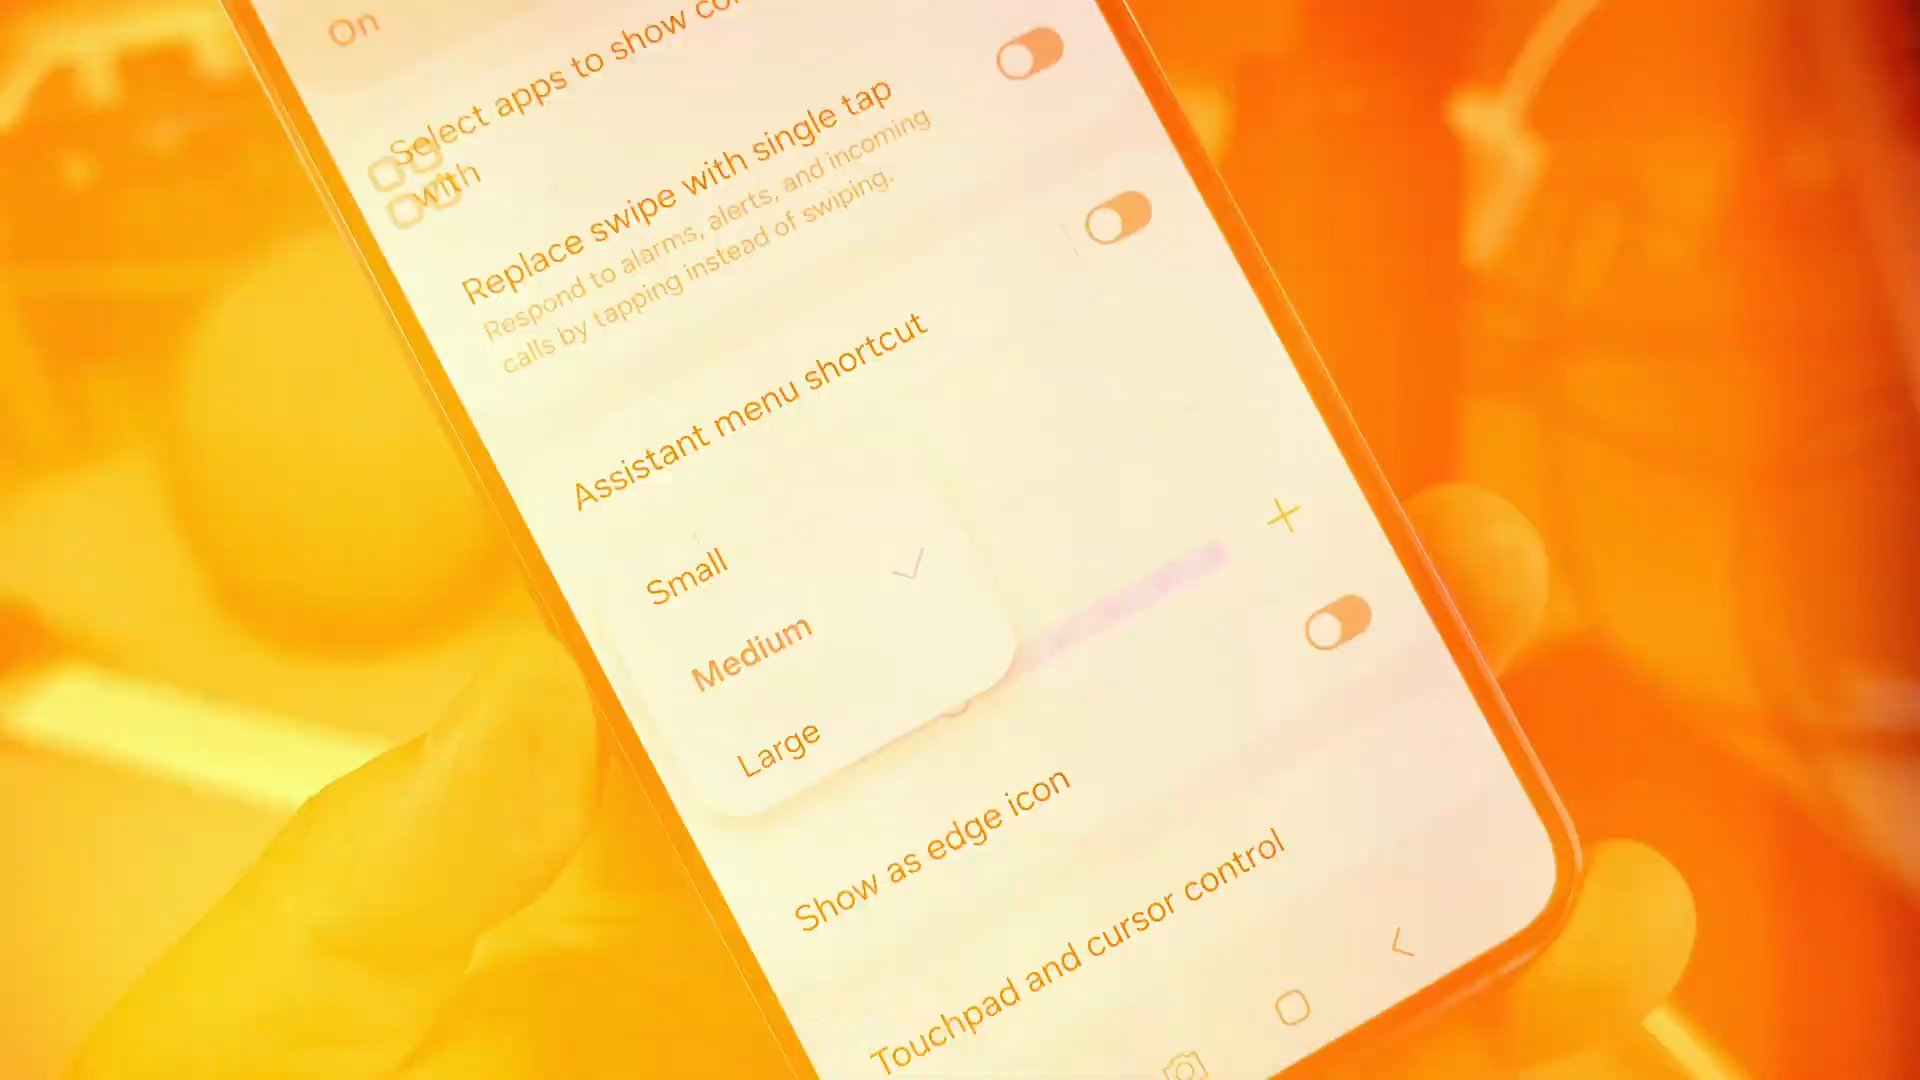 On
Select apps to show
with
Replace swipe with single tap
Respond to alarms, alerts, and incoming
calls by tapping instead of swiping.
Assistant menu shortcut
Small
Medium
Large
Show as edge icon
Touchpad and cursor control